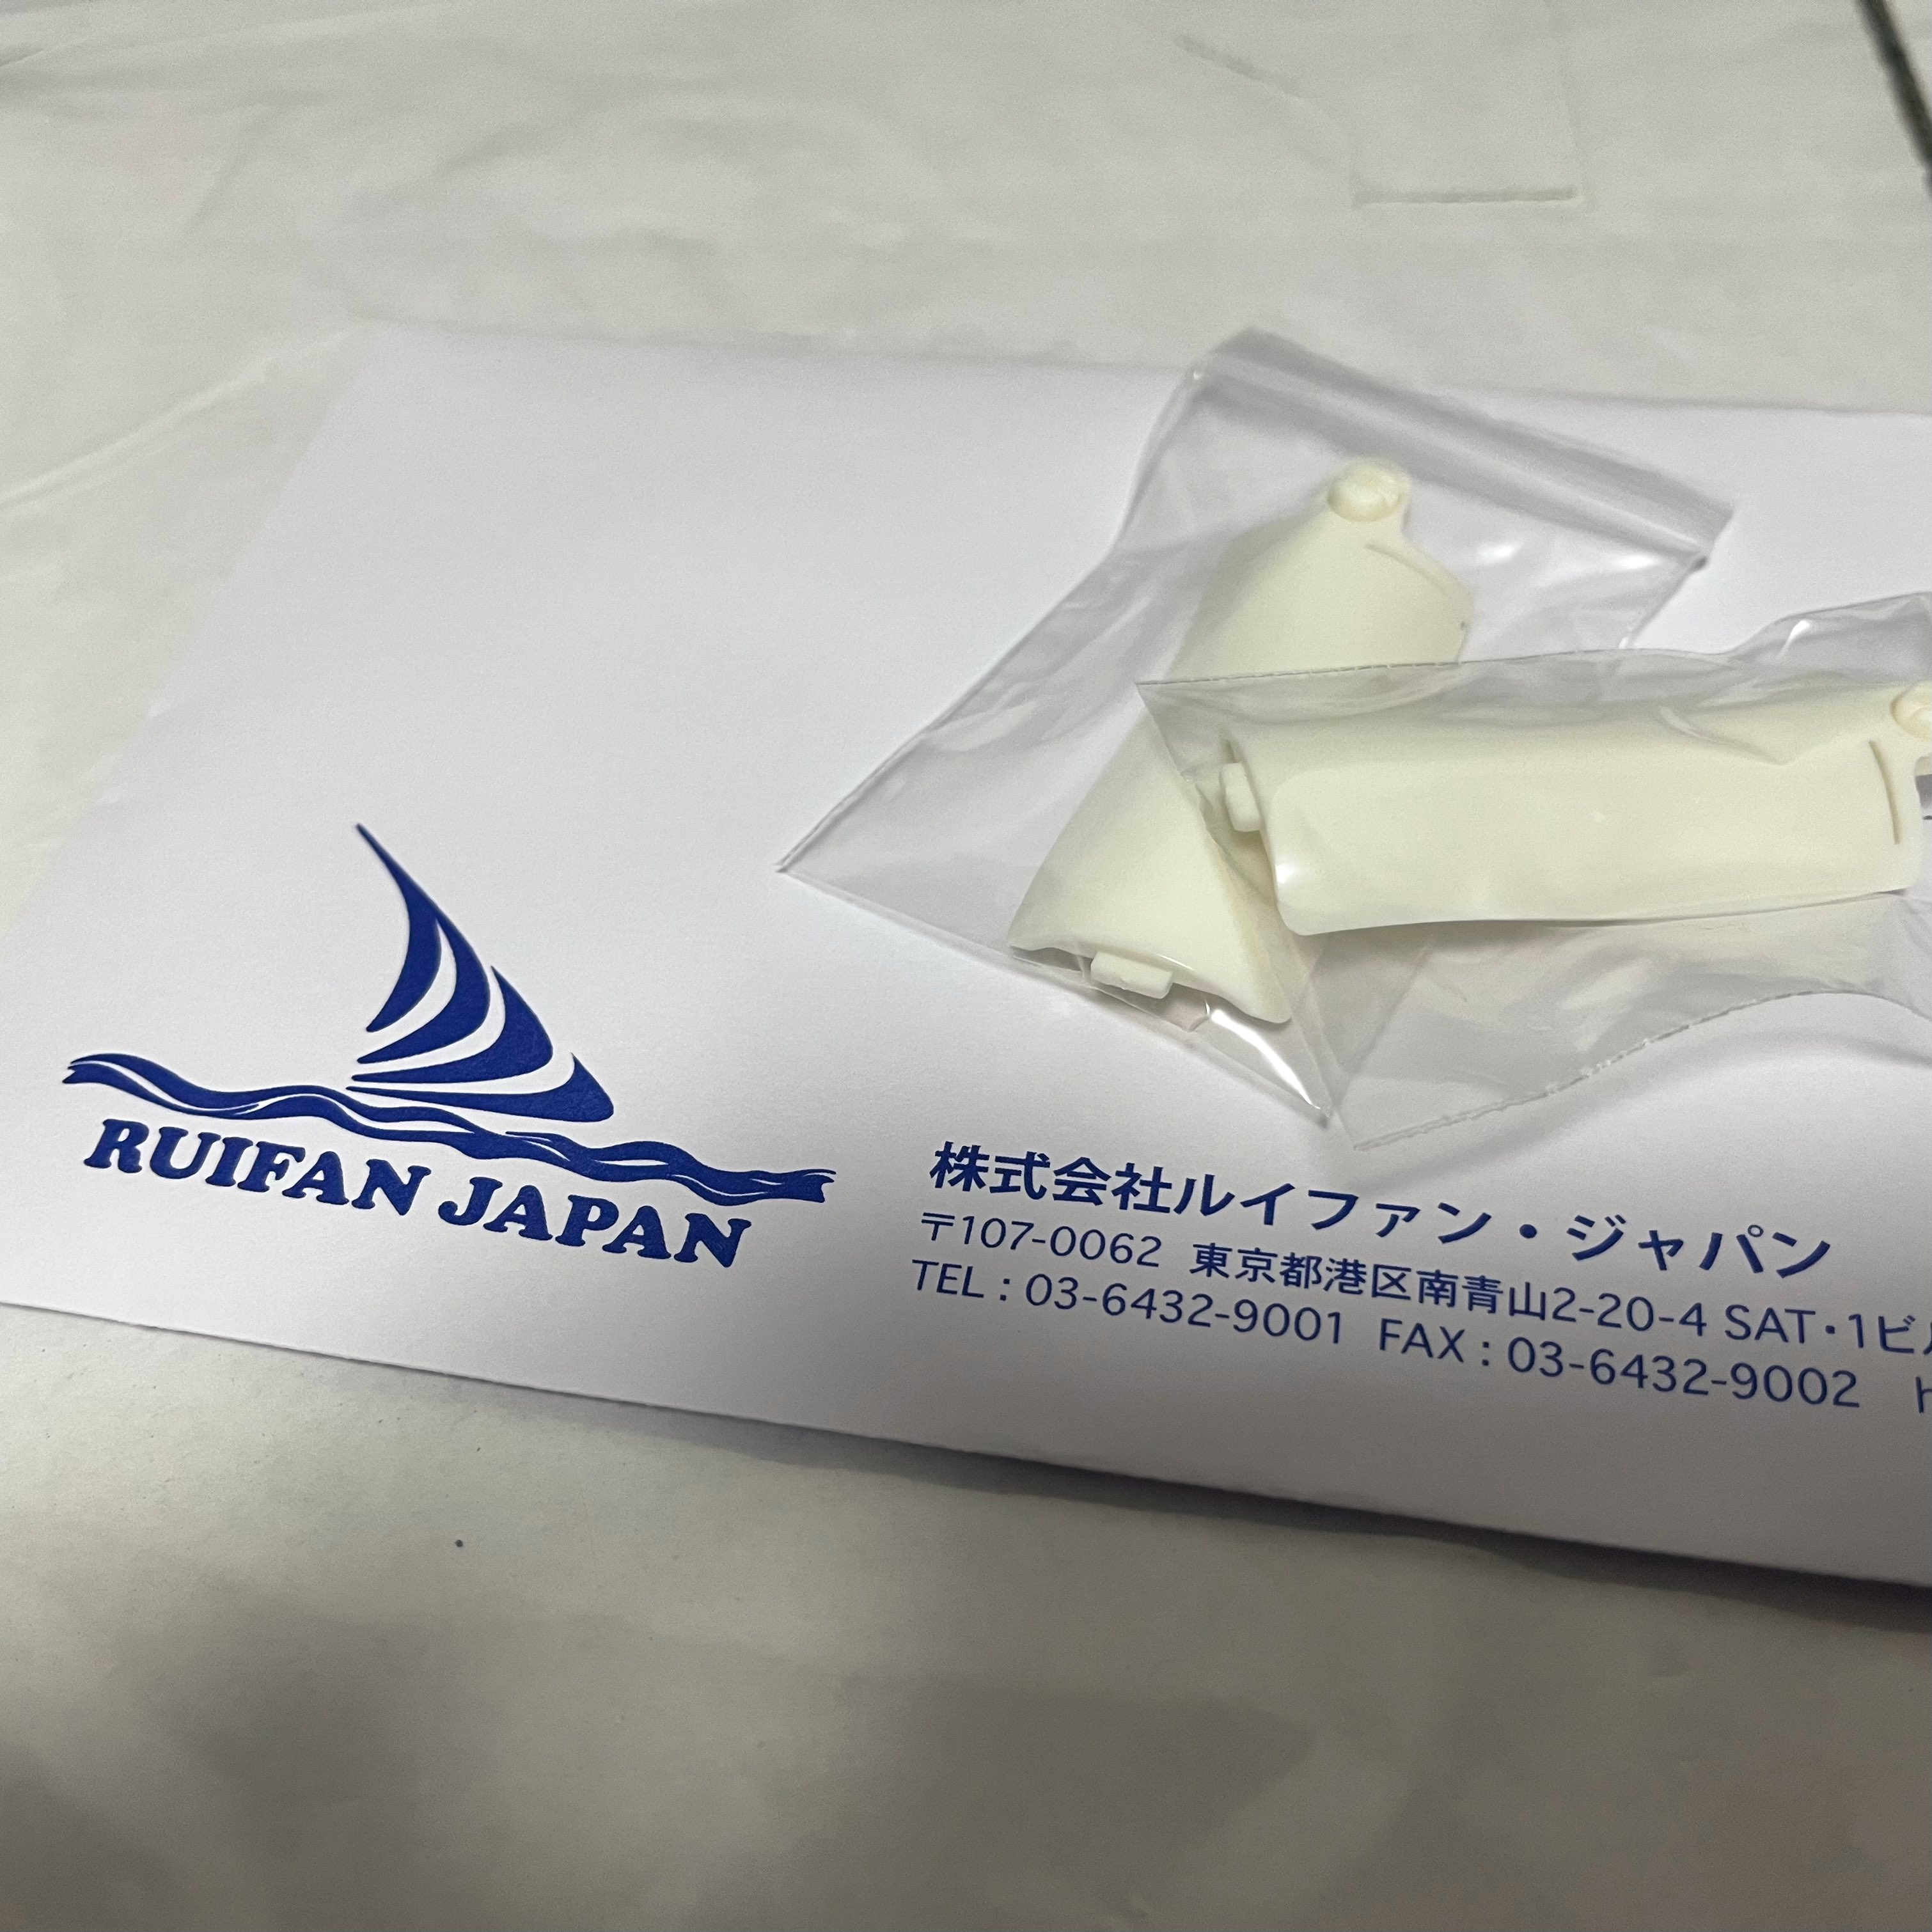 RUIFAN JAPAN
株式会社ルイファン・ジャパン
〒107-0062 東京都港区南青山2-20-4 SAT・1ビ
TEL : 03-6432-9001 FAX : 03-6432-9002